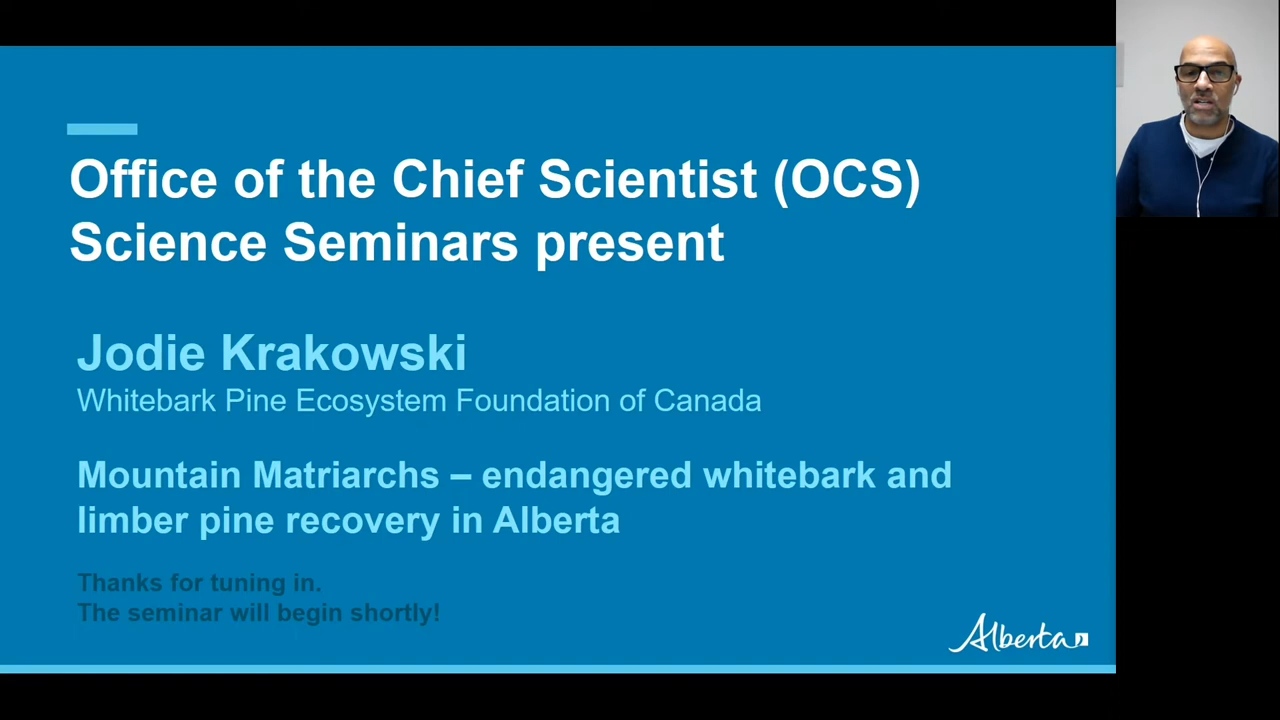 Office of the Chief Scientist (OCS)
Science Seminars present
Jodie Krakowski
Whitebark Pine Ecosystem Foundation of Canada
Mountain Matriarchs – endangered whitebark and
limber pine recovery in Alberta
Thanks for tuning in.
The seminar will begin shortly!
Alberta